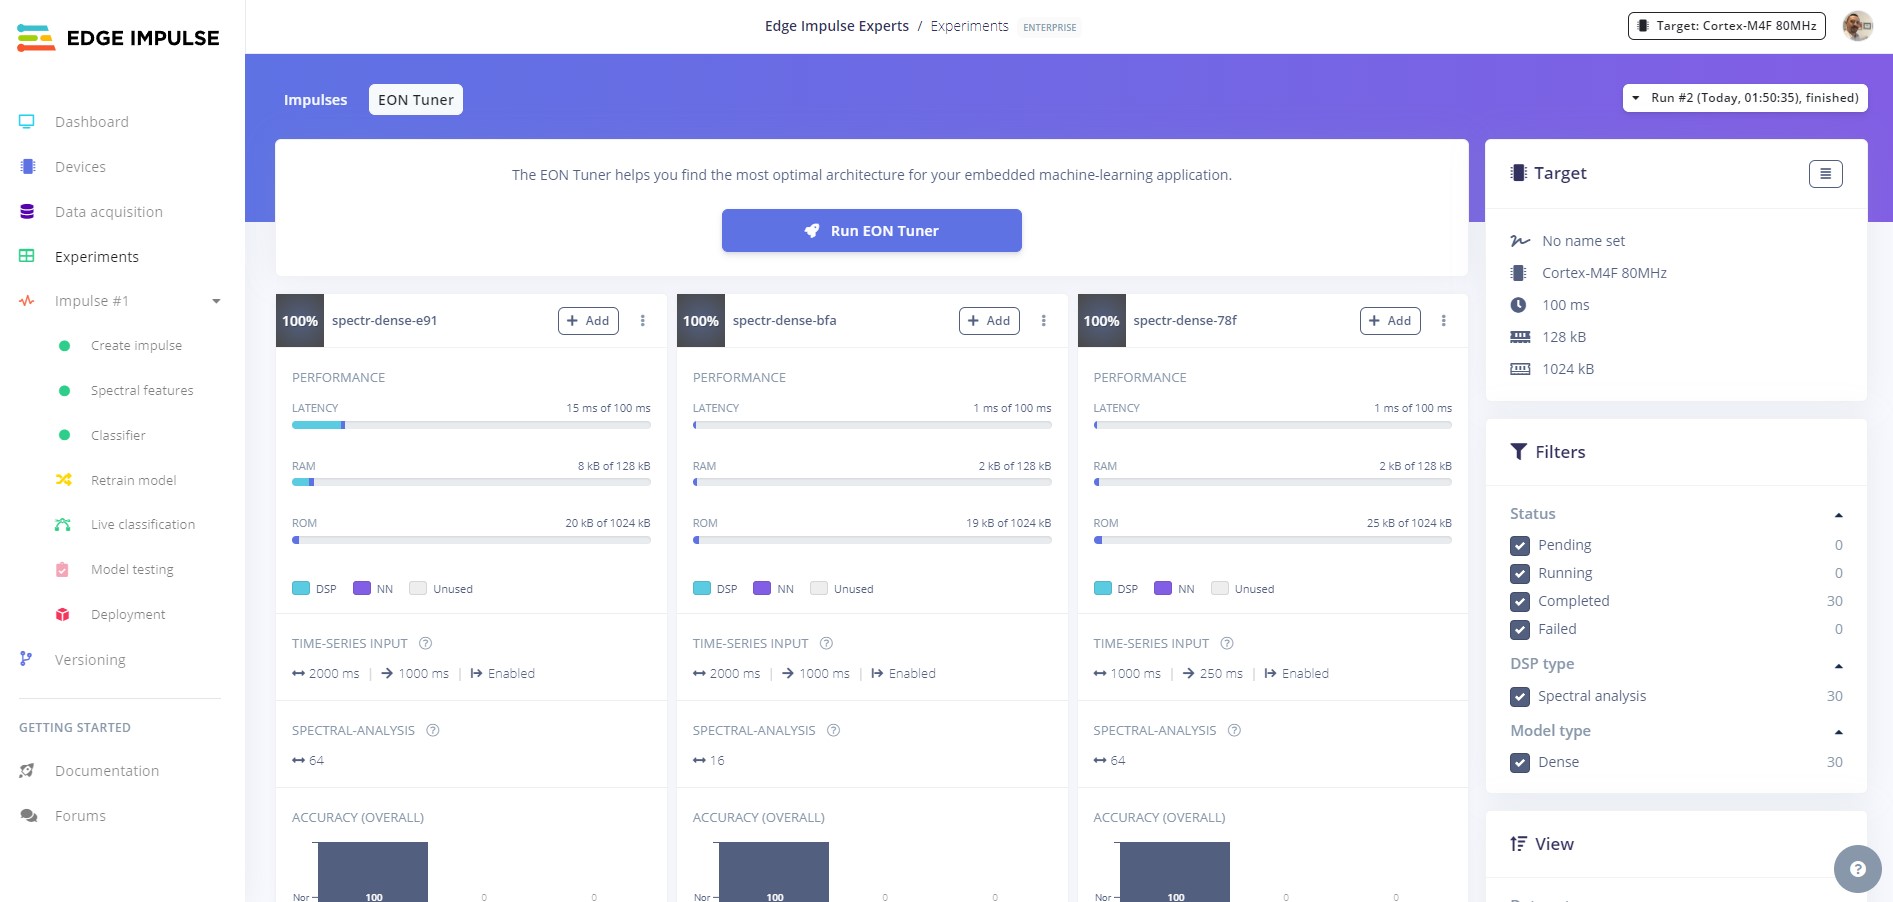 EDGE IMPULSE
Edge Impulse Experts / Experiments ENTERPRISE
Target: Cortex-M4F 80MHz
Dashboard
Devices
Data acquisition
Experiments
Impulse #1
Create impulse
Spectral features
Classifier
Retrain model
Live classification
Model testing
Deployment
Versioning
GETTING STARTED
Documentation
Forums
Impulses
EON Tuner
Run #2 (Today, 01:50:35), finished)
The EON Tuner helps you find the most optimal architecture for your embedded machine-learning application.
Run EON Tuner
100% spectr-dense-e91 + Add
PERFORMANCE
LATENCY 15 ms of 100 ms
RAM 8 kB of 128 kB
ROM 20 kB of 1024 kB
DSP NN Unused
TIME-SERIES INPUT ?
2000 ms | 1000 ms | Enabled
SPECTRAL-ANALYSIS ?
64
ACCURACY (OVERALL)
Nor 100 0 0
100% spectr-dense-bfa + Add
PERFORMANCE
LATENCY 1 ms of 100 ms
RAM 2 kB of 128 kB
ROM 19 kB of 1024 kB
DSP NN Unused
TIME-SERIES INPUT ?
2000 ms | 1000 ms | Enabled
SPECTRAL-ANALYSIS ?
16
ACCURACY (OVERALL)
Nor 100 0 0
100% spectr-dense-78f + Add
PERFORMANCE
LATENCY 1 ms of 100 ms
RAM 2 kB of 128 kB
ROM 25 kB of 1024 kB
DSP NN Unused
TIME-SERIES INPUT ?
1000 ms | 250 ms | Enabled
SPECTRAL-ANALYSIS ?
64
ACCURACY (OVERALL)
Nor 100 0 0
Target
No name set
Cortex-M4F 80MHz
100 ms
128 kB
1024 kB
Filters
Status
Pending 0
Running 0
Completed 30
Failed 0
DSP type
Spectral analysis 30
Model type
Dense 30
View
?